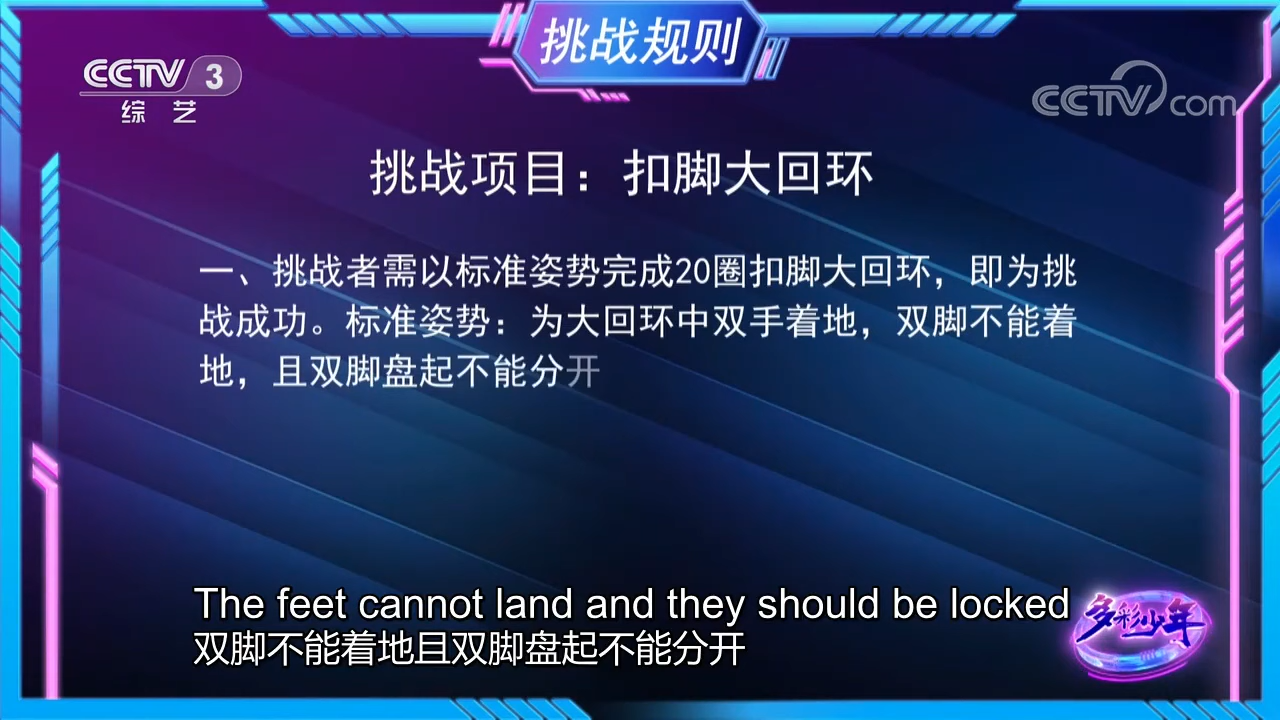 挑战规则
CCTV 3
综艺
CCTV.com
挑战项目：扣脚大回环
一、挑战者需以标准姿势完成20圈扣脚大回环，即为挑
战成功。标准姿势：为大回环中双手着地，双脚不能着
地，且双脚盘起不能分开
The feet cannot land and they should be locked
双脚不能着地且双脚盘起不能分开
多彩少年